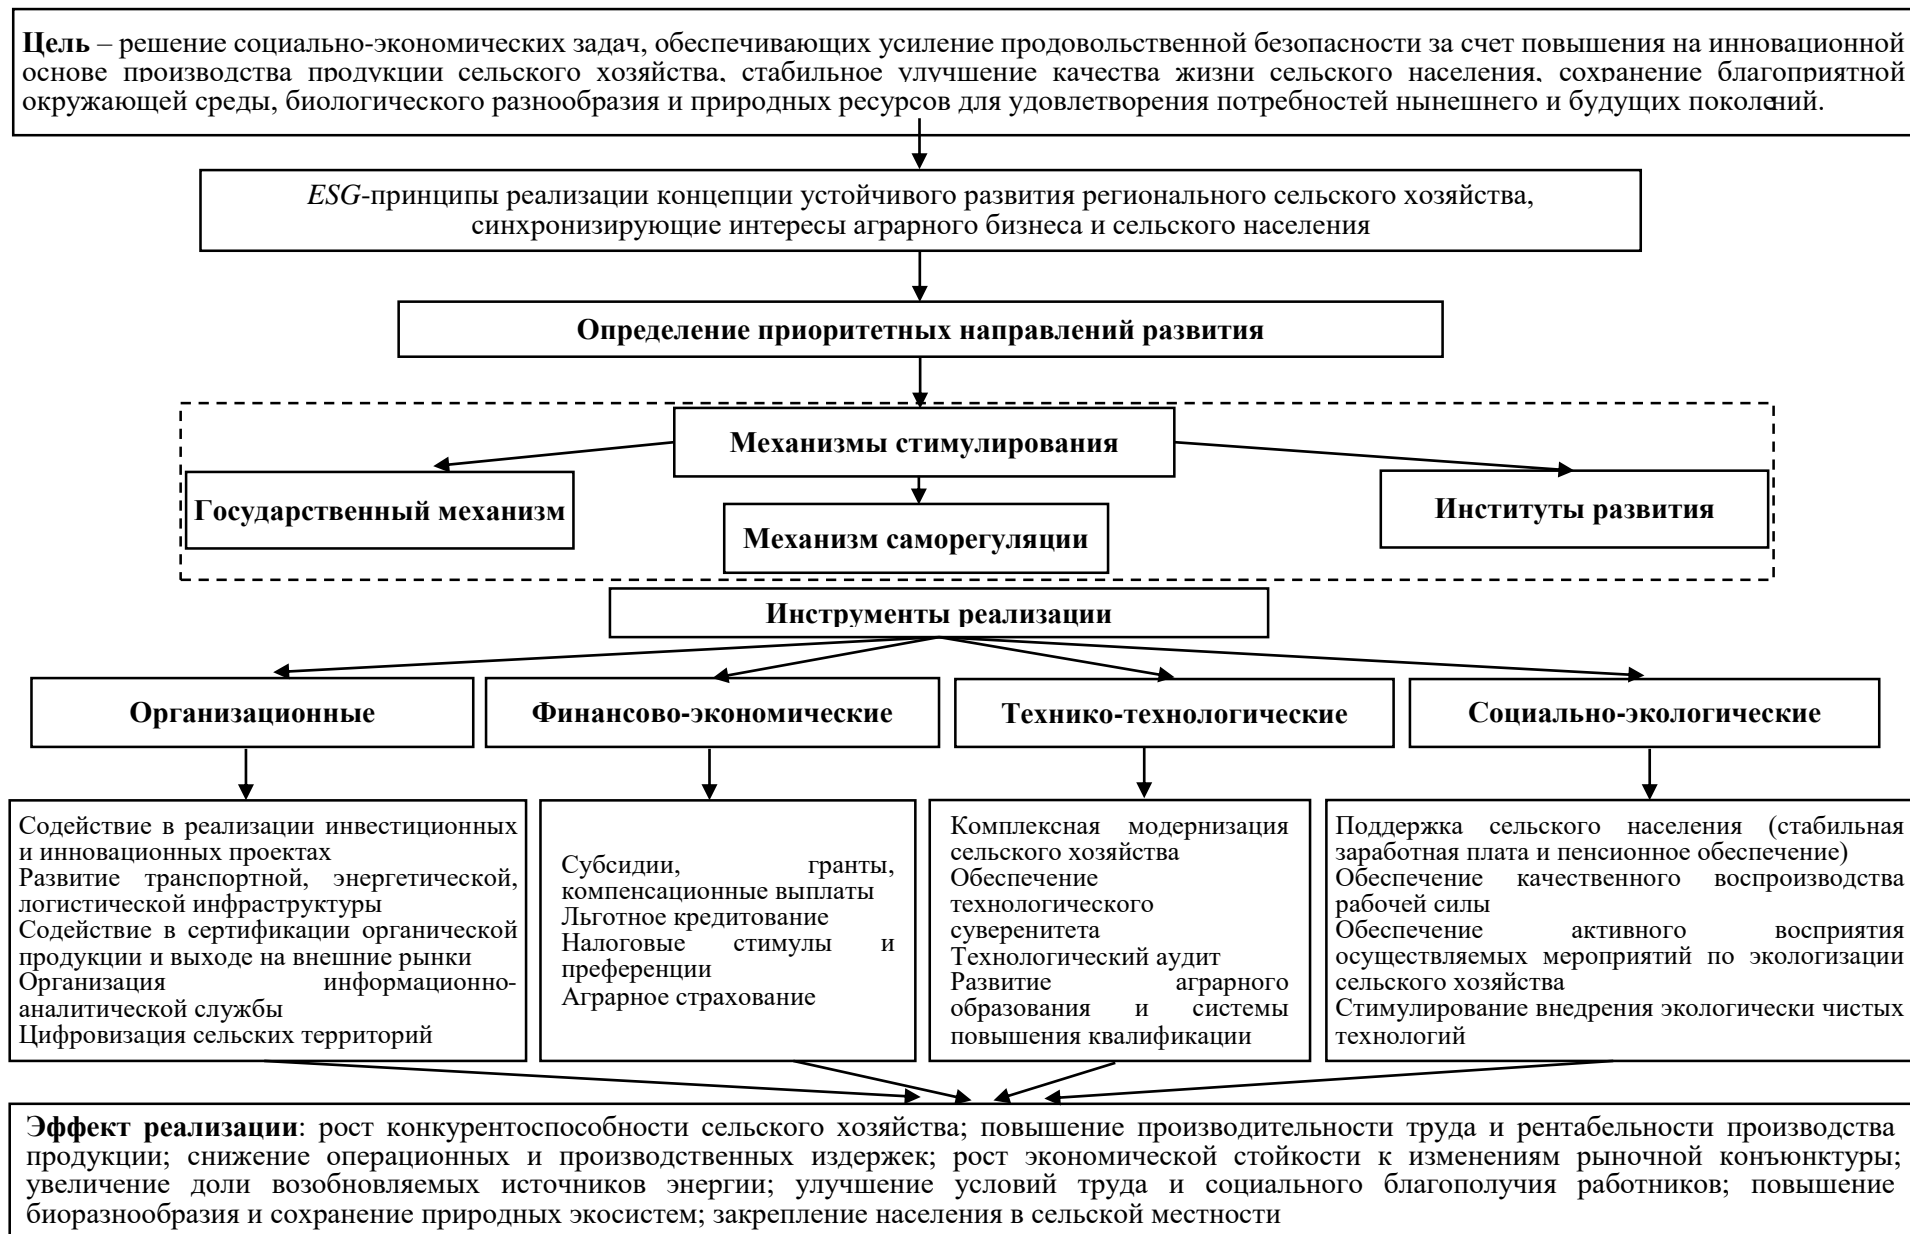 Цель – решение социально-экономических задач, обеспечивающих усиление продовольственной безопасности за счет повышения на инновационной
основе производства продукции сельского хозяйства, стабильное улучшение качества жизни сельского населения, сохранение благоприятной
окружающей среды, биологического разнообразия и природных ресурсов для удовлетворения потребностей нынешнего и будущих поколений.
ESG-принципы реализации концепции устойчивого развития регионального сельского хозяйства,
синхронизирующие интересы аграрного бизнеса и сельского населения
Определение приоритетных направлений развития
Механизмы стимулирования
Государственный механизм
Механизм саморегуляции
Институты развития
Инструменты реализации
Организационные
Финансово-экономические
Технико-технологические
Социально-экологические
Содействие в реализации инвестиционных
и инновационных проектах
Развитие транспортной, энергетической,
логистической инфраструктуры
Содействие в сертификации органической
продукции и выходе на внешние рынки
Организация информационно-
аналитической службы
Цифровизация сельских территорий
Субсидии, гранты,
компенсационные выплаты
Льготное кредитование
Налоговые стимулы и
преференции
Аграрное страхование
Комплексная модернизация
сельского хозяйства
Обеспечение
технологического
суверенитета
Технологический аудит
Развитие аграрного
образования и системы
повышения квалификации
Поддержка сельского населения (стабильная
заработная плата и пенсионное обеспечение)
Обеспечение качественного воспроизводства
рабочей силы
Обеспечение активного восприятия
осуществляемых мероприятий по экологизации
сельского хозяйства
Стимулирование внедрения экологически чистых
технологий
Эффект реализации: рост конкурентоспособности сельского хозяйства; повышение производительности труда и рентабельности производства
продукции; снижение операционных и производственных издержек; рост экономической стойкости к изменениям рыночной конъюнктуры;
увеличение доли возобновляемых источников энергии; улучшение условий труда и социального благополучия работников; повышение
биоразнообразия и сохранение природных экосистем; закрепление населения в сельской местности